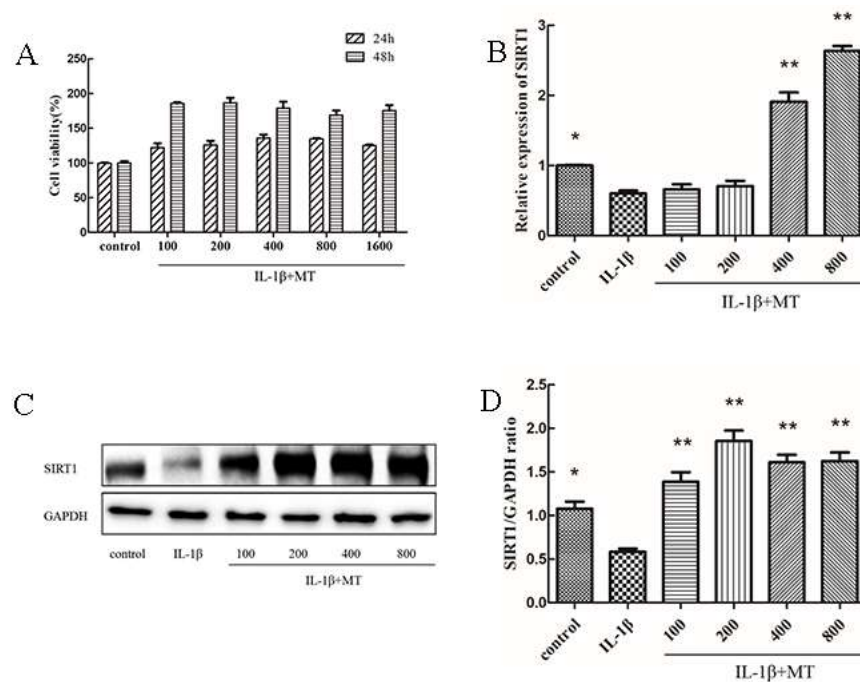 A
24h
48h
Cell viability(%)
250
200
150
100
50
0
control 100 200 400 800 1600
IL-1β+MT
B
Relative expression of SIRT1
3
2
1
0
*
**
**
control IL-1β 100 200 400 800
IL-1β+MT
C
SIRT1
GAPDH
control IL-1β 100 200 400 800
IL-1β+MT
D
SIRT1/GAPDH ratio
2.5
2.0
1.5
1.0
0.5
0.0
*
**
**
**
**
control IL-1β 100 200 400 800
IL-1β+MT